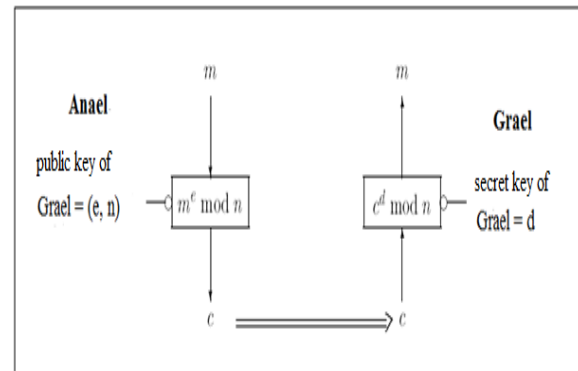 m
m
Anael
Grael
public key of
Grael = (e, n)
m^e mod n
c^d mod n
secret key of
Grael = d
c
c